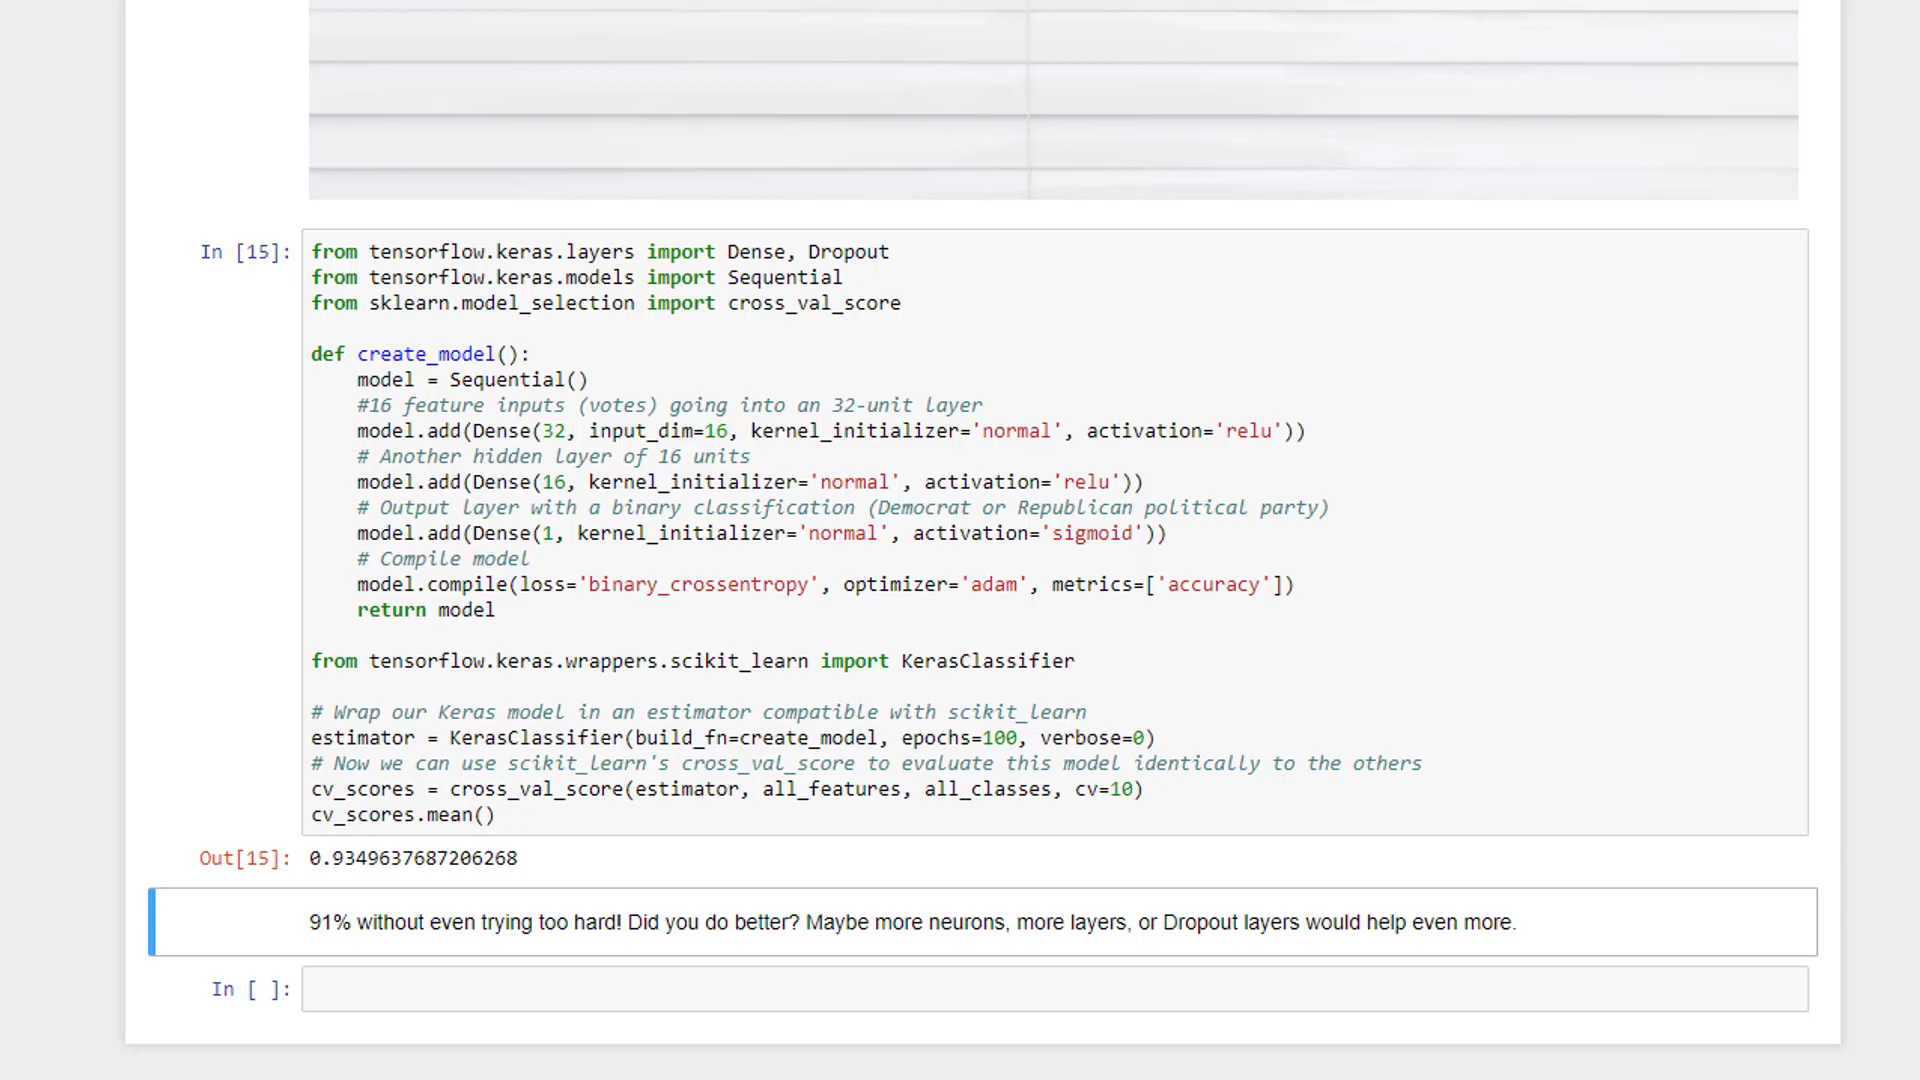 In [15]:
from tensorflow.keras.layers import Dense, Dropout
from tensorflow.keras.models import Sequential
from sklearn.model_selection import cross_val_score

def create_model():
    model = Sequential()
    #16 feature inputs (votes) going into an 32-unit layer
    model.add(Dense(32, input_dim=16, kernel_initializer='normal', activation='relu'))
    # Another hidden layer of 16 units
    model.add(Dense(16, kernel_initializer='normal', activation='relu'))
    # Output layer with a binary classification (Democrat or Republican political party)
    model.add(Dense(1, kernel_initializer='normal', activation='sigmoid'))
    # Compile model
    model.compile(loss='binary_crossentropy', optimizer='adam', metrics=['accuracy'])
    return model

from tensorflow.keras.wrappers.scikit_learn import KerasClassifier

# Wrap our Keras model in an estimator compatible with scikit_learn
estimator = KerasClassifier(build_fn=create_model, epochs=100, verbose=0)
# Now we can use scikit_learn's cross_val_score to evaluate this model identically to the others
cv_scores = cross_val_score(estimator, all_features, all_classes, cv=10)
cv_scores.mean()
Out[15]: 0.9349637687206268
91% without even trying too hard! Did you do better? Maybe more neurons, more layers, or Dropout layers would help even more.
In [ ]: